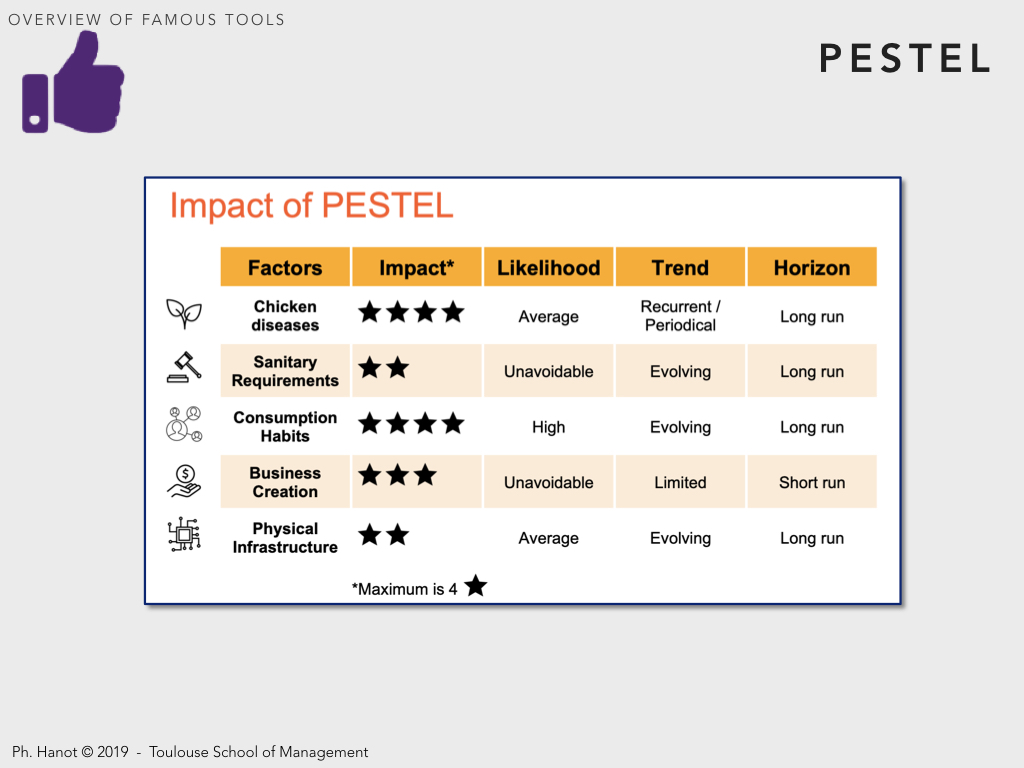 OVERVIEW OF FAMOUS TOOLS
PESTEL
Impact of PESTEL
Factors Impact* Likelihood Trend Horizon
Chicken diseases ★★★★ Average Recurrent / Periodical Long run
Sanitary Requirements ★★ Unavoidable Evolving Long run
Consumption Habits ★★★★ High Evolving Long run
Business Creation ★★★ Unavoidable Limited Short run
Physical Infrastructure ★★ Average Evolving Long run
*Maximum is 4 ★
Ph. Hanot © 2019 - Toulouse School of Management